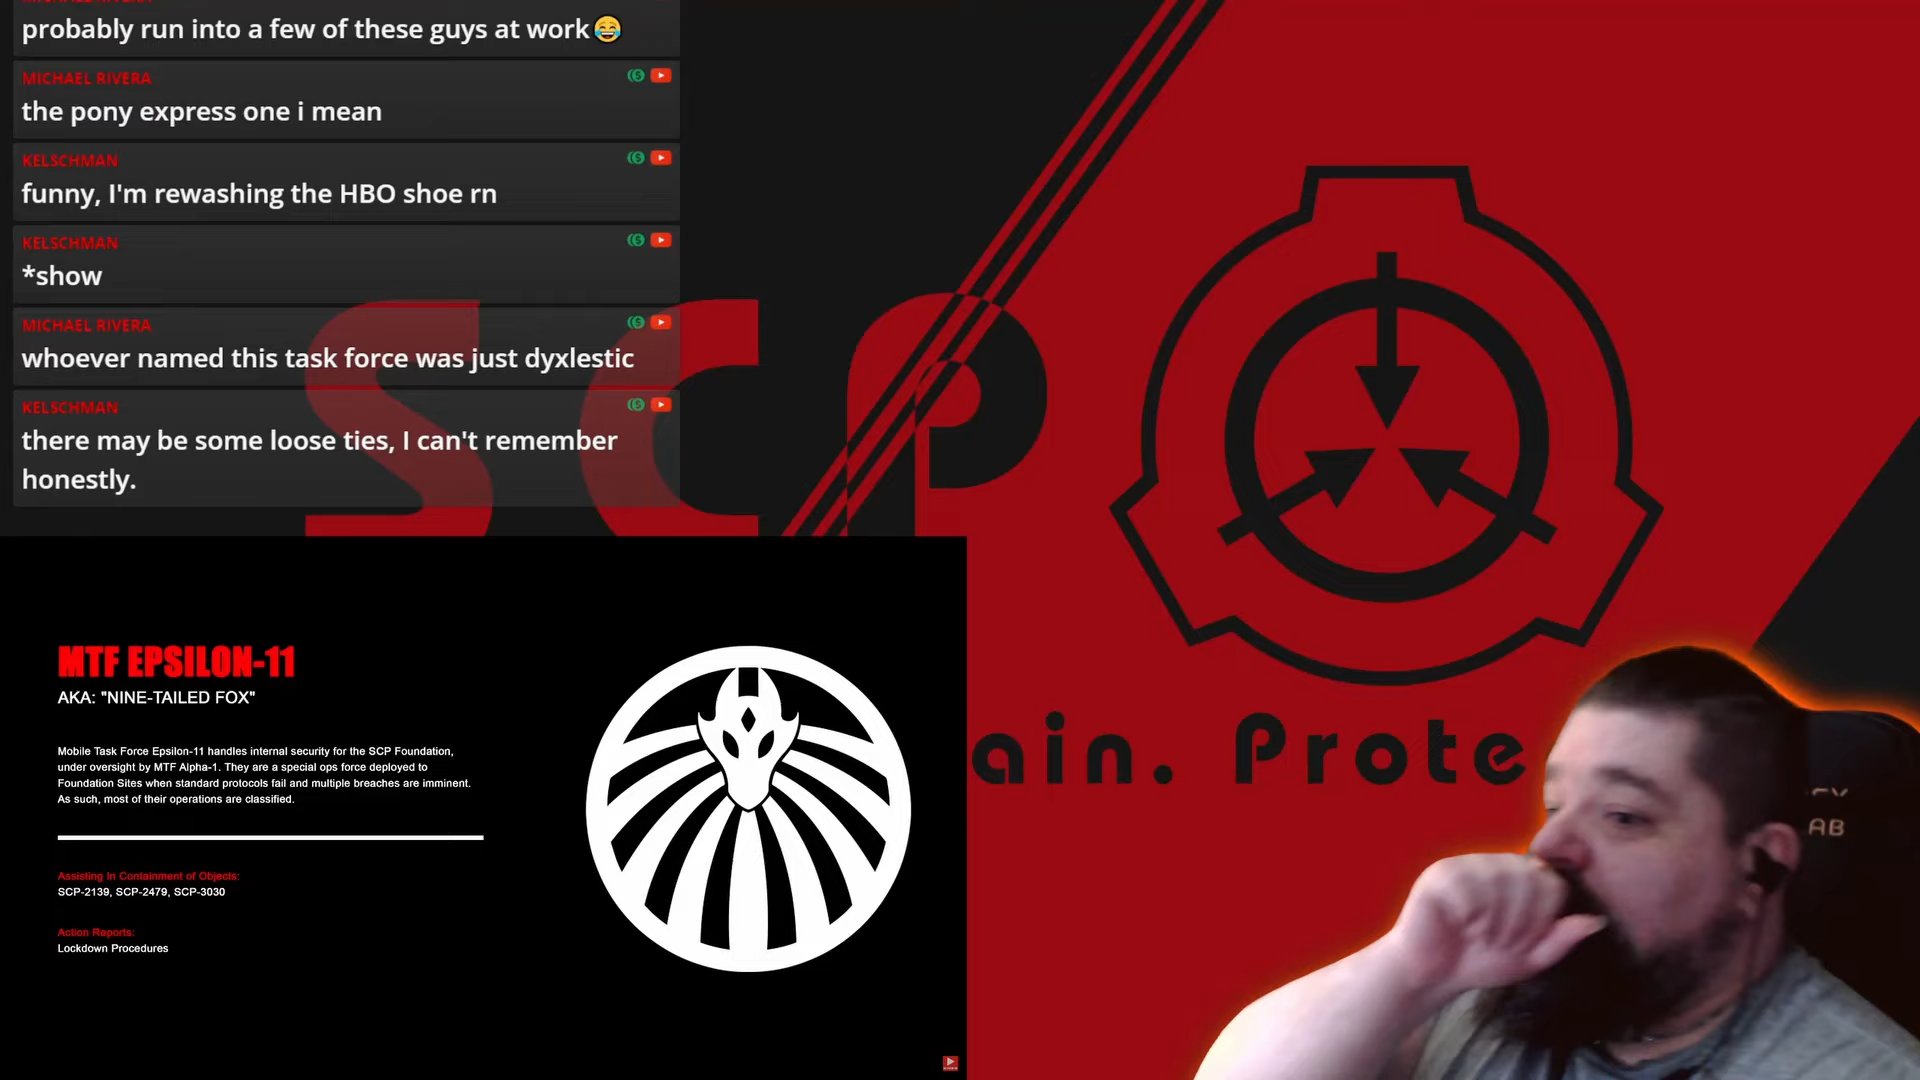 probably run into a few of these guys at work😂
MICHAEL RIVERA
the pony express one i mean
KELSCHMAN
funny, I'm rewashing the HBO shoe rn
KELSCHMAN
*show
MICHAEL RIVERA
whoever named this task force was just dyxlestic
KELSCHMAN
there may be some loose ties, I can't remember
honestly.
SCP
MTF EPSILON-11
AKA: "NINE-TAILED FOX"
Mobile Task Force Epsilon-11 handles internal security for the SCP Foundation,
under oversight by MTF Alpha-1. They are a special ops force deployed to
Foundation Sites when standard protocols fail and multiple breaches are imminent.
As such, most of their operations are classified.
Assisting In Containment of Objects:
SCP-2139, SCP-2479, SCP-3030
Action Reports:
Lockdown Procedures
ain. Prote
AB